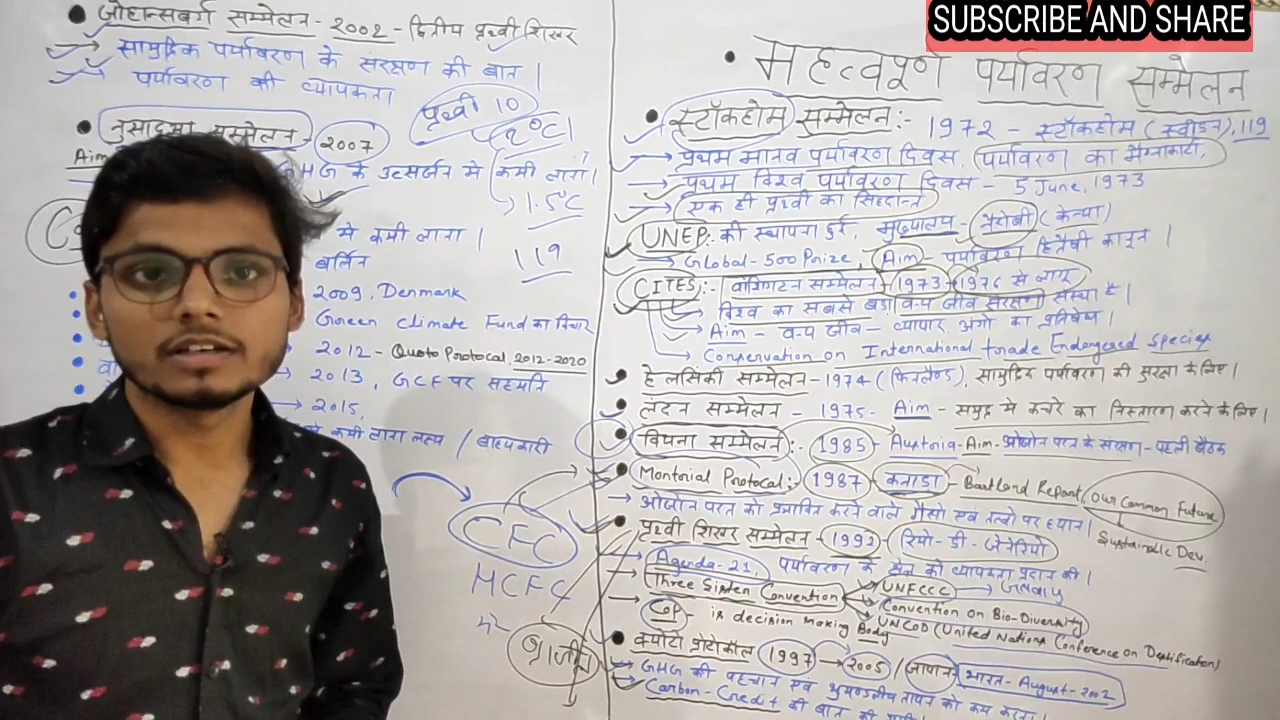 SUBSCRIBE AND SHARE
• जोहान्सबर्ग सम्मेलन - 2002 - द्वितीय पृथ्वी शिखर
→ सामुद्रिक पर्यावरण के संरक्षण की बात |
→ पर्यावरण की व्यापकता
पृथ्वी 10
2°C
• सम्मेलन - 2007
Aim
GHG के उत्सर्जन में कमी लाना |
1.5°C
119
में कमी लाना |
बर्लिन
2009, Denmark
Green Climate Fund का विचार
→ 2012 - Quoto Protocal, 2012-2020
→ 2013, GCF पर सहमति
→ 2015,
कमी लाना लक्ष्य / बाध्यकारी
CFC
HCFC
ब्राजील
• महत्वपूर्ण पर्यावरण सम्मेलन
• स्टॉकहोम सम्मेलन :- 1972 - स्टॉकहोम (स्वीडन), 119
→ प्रथम मानव पर्यावरण दिवस, पर्यावरण का मैग्नाकार्टा,
→ प्रथम विश्व पर्यावरण दिवस - 5 June, 1973
→ एक ही पृथ्वी का सिद्दान्त
UNEP:- की स्थापना हुई, मुख्यालय - नैरोबी (केन्या)
→ Global-500 Prize, Aim - पर्यावरण हितैषी कानून |
CITES:- वाशिंगटन सम्मेलन - 1973 - 1976 से लागू
→ विश्व का सबसे बड़ा वन्य जीव संरक्षण संस्था है |
→ Aim - वन्य जीव - व्यापार, अंगो का प्रतिबंध |
→ Conservation on International trade Endangered Species
• हेलसिंकी सम्मेलन - 1974 (फिनलैण्ड), सामुद्रिक पर्यावरण की सुरक्षा के लिए |
• लंदन सम्मेलन - 1975 - Aim - समुद्र में कचरे का निस्तारण करने के लिए |
• वियना सम्मेलन :- 1985 - Austria - Aim - ओजोन परत के संरक्षण - पहली बैठक
• Montorial Protocal :- 1987 - कनाडा - Bartland Report, Our Common Future
Sustainable Dev.
→ ओजोन परत को प्रभावित करने वाले गैसों एवं तत्वों पर ध्यान |
• पृथ्वी शिखर सम्मेलन - 1992 - रियो - डी - जेनेरियो
→ Agenda-21, पर्यावरण के क्षेत्र को व्यापकता प्रदान की |
→ Three Sister Convention → UNFCCC → जलवायु
→ Convention on Bio-Diversity
→ UNCOD (United Nations Conference on Desertification)
→ COP - is decision making Body
• क्योटो प्रोटोकॉल 1997 → 2005 / जापान भारत - August - 2002
→ GHG की पहचान एवं भूमण्डलीय तापन को कम करना |
→ Carbon-Credit की बात की गयी |